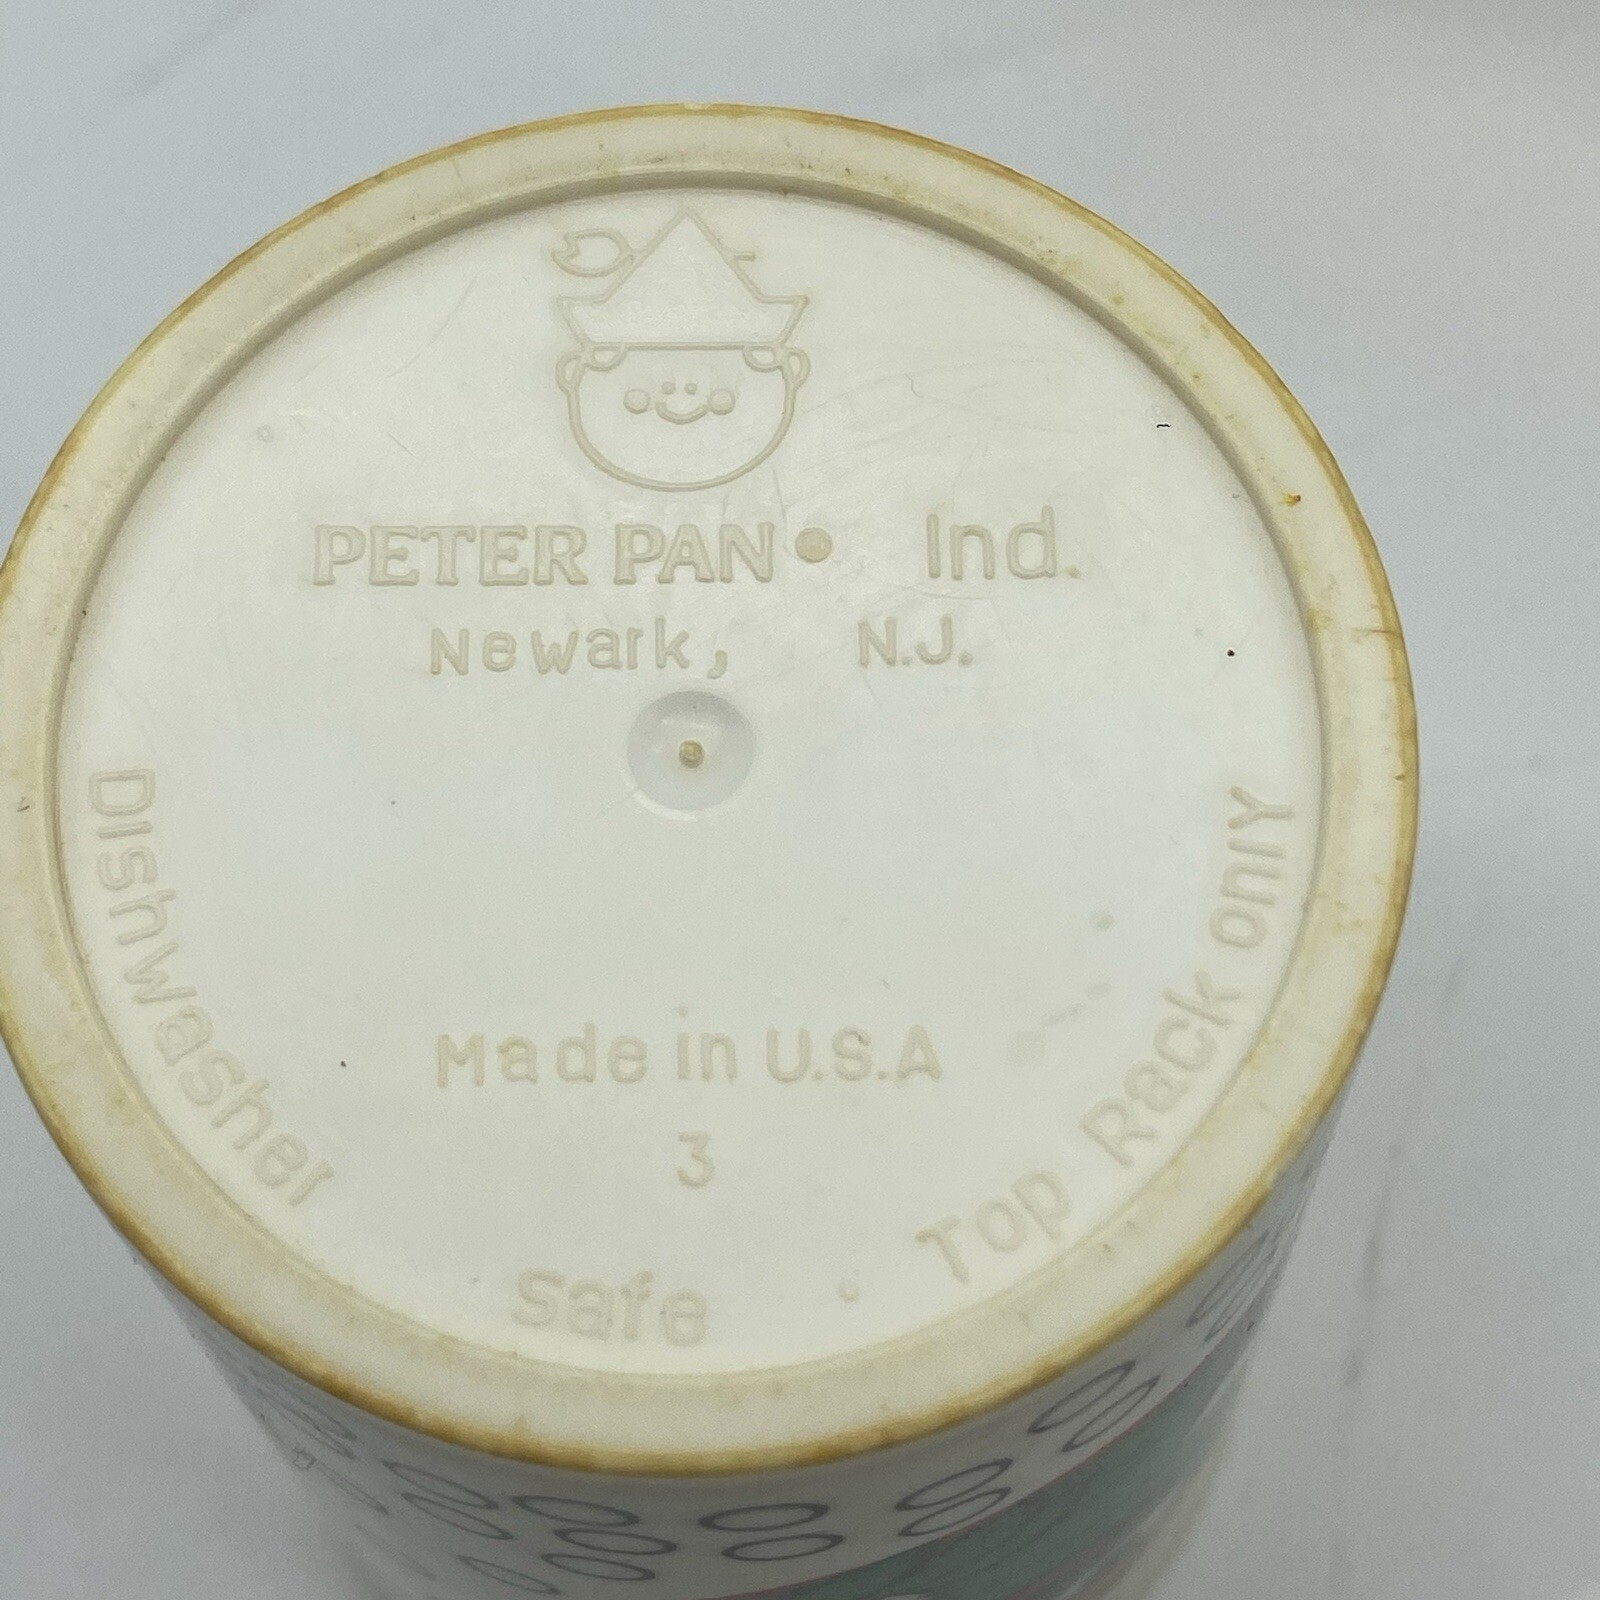 PETER PAN • Ind.
Newark, N.J.
Made in U.S.A
3
Dishwasher
Safe
Top Rack only